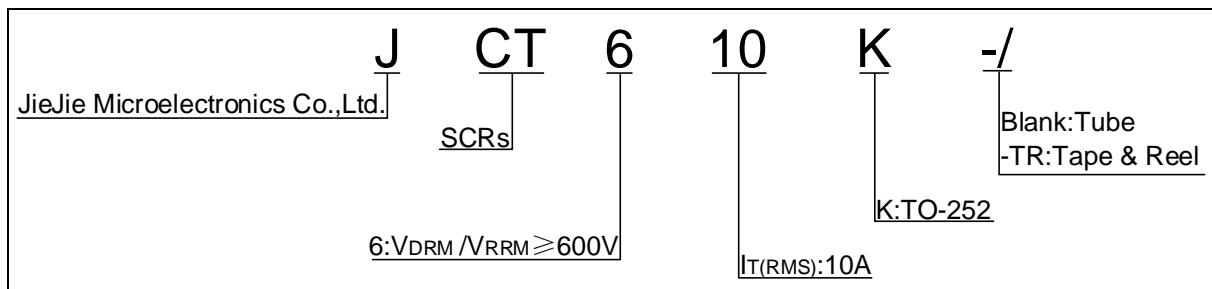 J CT 6 10 K -/
JieJie Microelectronics Co.,Ltd.
SCRs
Blank:Tube
-TR:Tape & Reel
K:TO-252
6:VDRM /VRRM≥600V
IT(RMS):10A